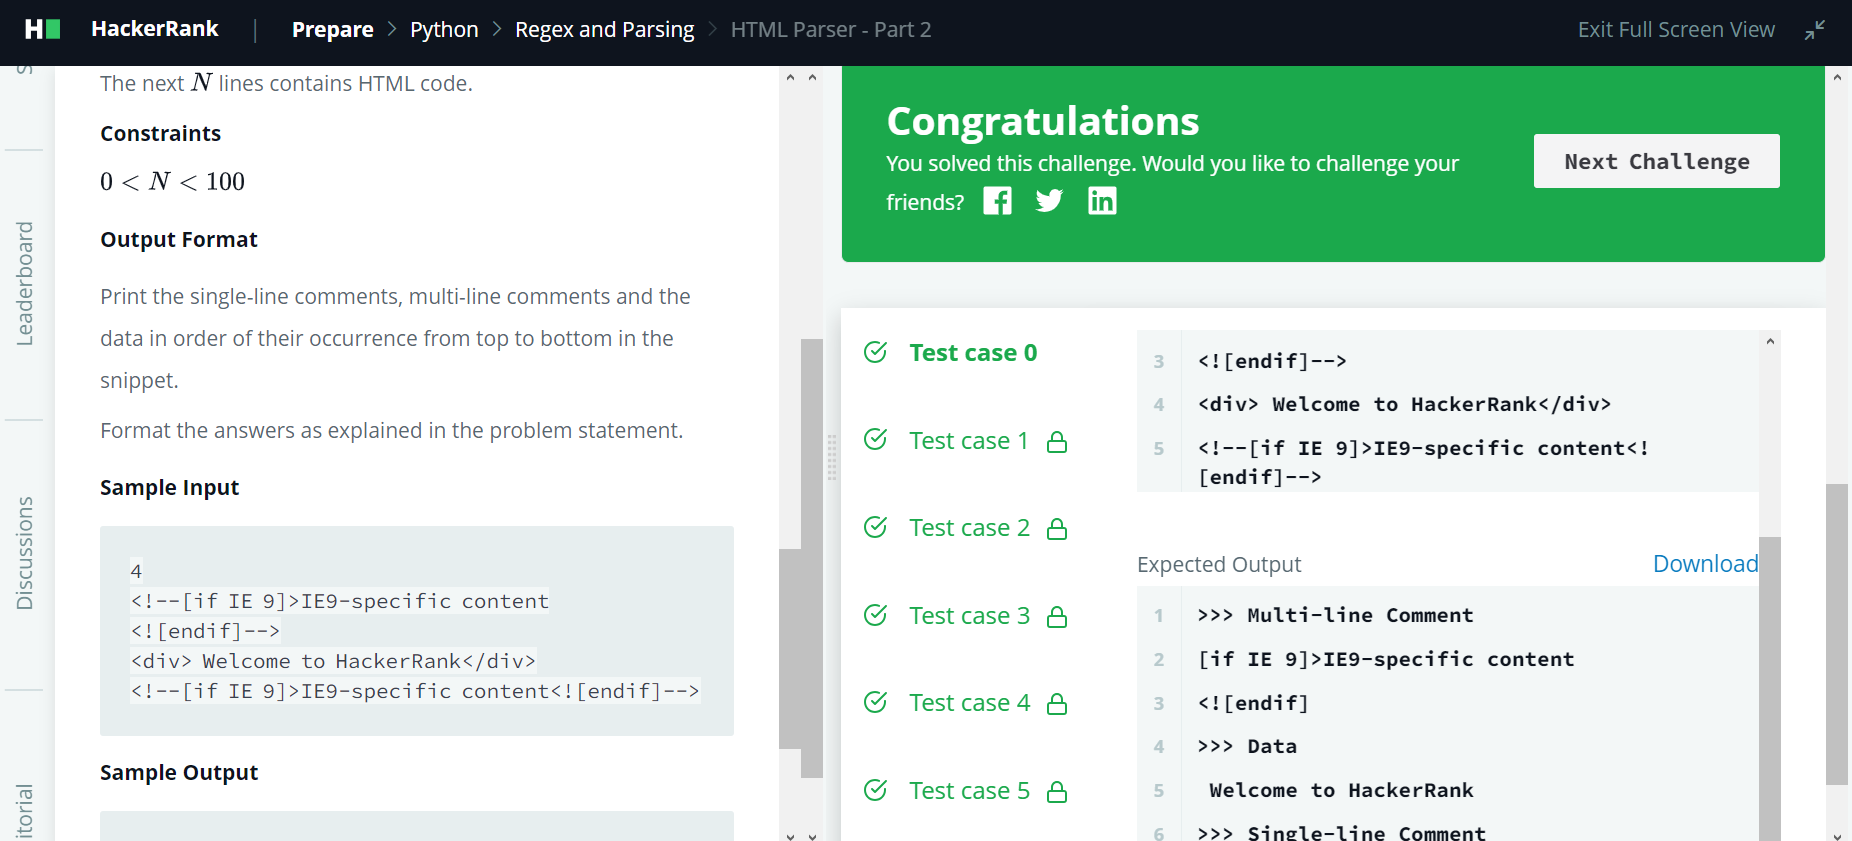 HackerRank | Prepare > Python > Regex and Parsing > HTML Parser - Part 2
Exit Full Screen View
Leaderboard
Discussions
The next N lines contains HTML code.
Constraints
0 < N < 100
Output Format
Print the single-line comments, multi-line comments and the
data in order of their occurrence from top to bottom in the
snippet.
Format the answers as explained in the problem statement.
Sample Input
4
<!--[if IE 9]>IE9-specific content
<![endif]-->
<div> Welcome to HackerRank</div>
<!--[if IE 9]>IE9-specific content<![endif]-->
Sample Output
Congratulations
You solved this challenge. Would you like to challenge your
friends?
Next Challenge
Test case 0
Test case 1
Test case 2
Test case 3
Test case 4
Test case 5
3 <![endif]-->
4 <div> Welcome to HackerRank</div>
5 <!--[if IE 9]>IE9-specific content<!
[endif]-->
Expected Output
Download
1 >>> Multi-line Comment
2 [if IE 9]>IE9-specific content
3 <![endif]
4 >>> Data
5  Welcome to HackerRank
6 >>> Single-line Comment